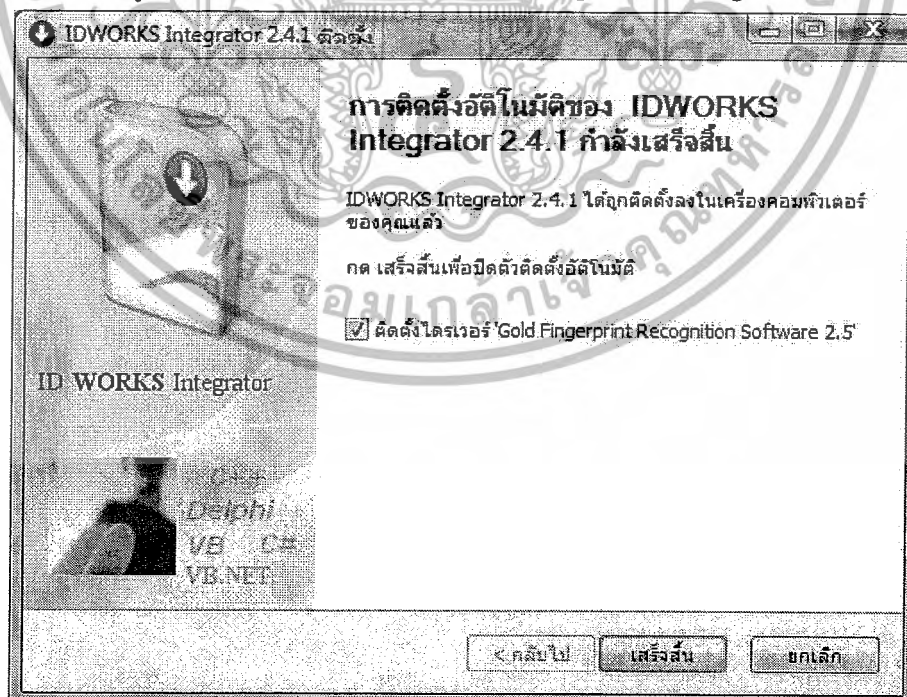 IDWORKS Integrator 2.4.1 ติดตั้ง
การติดตั้งอัติโนมัติของ IDWORKS
Integrator 2.4.1 กำลังเสร็จสิ้น
IDWORKS Integrator 2.4.1 ได้ถูกติดตั้งลงในเครื่องคอมพิวเตอร์
ของคุณแล้ว
กด เสร็จสิ้นเพื่อปิดตัวติดตั้งอัติโนมัติ
ติดตั้งไดรเวอร์ 'Gold Fingerprint Recognition Software 2.5'
ID WORKS Integrator
C++
Delphi
VB C#
VB.NET
< กลับไป
เสร็จสิ้น
ยกเลิก